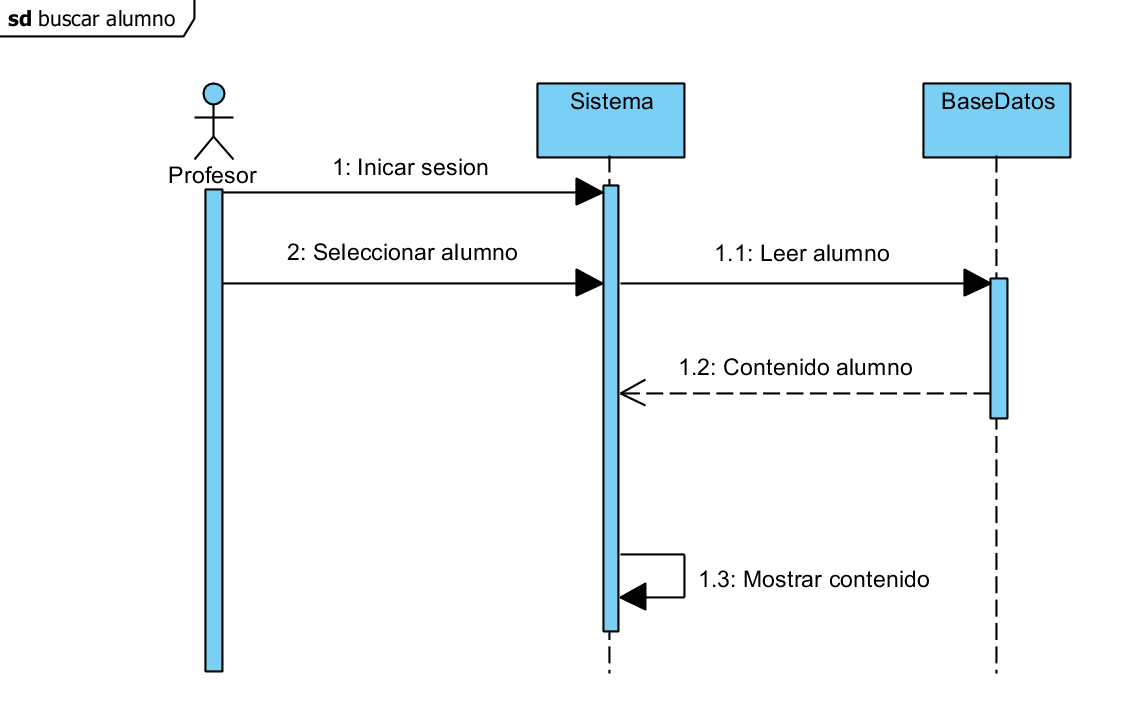 sd buscar alumno
Sistema
BaseDatos
Profesor
1: Inicar sesion
2: Seleccionar alumno
1.1: Leer alumno
1.2: Contenido alumno
1.3: Mostrar contenido